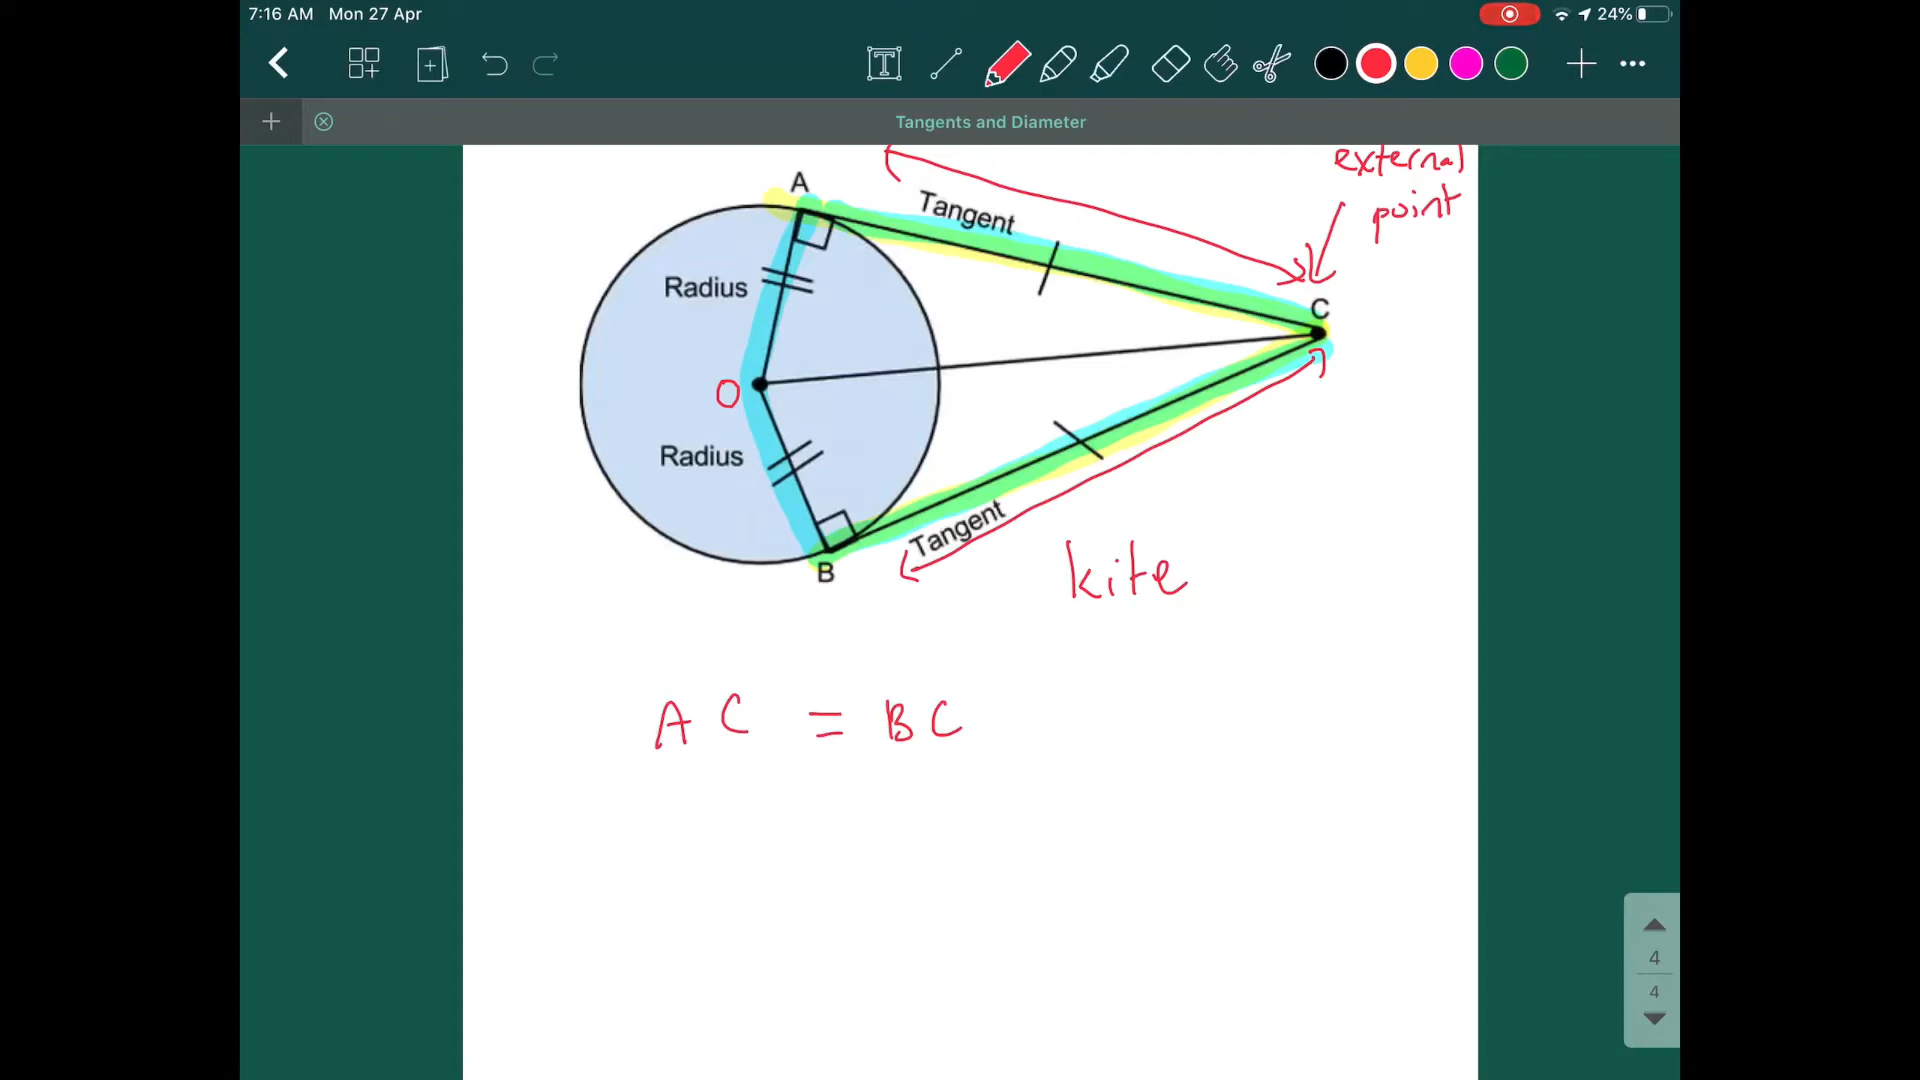 7:16 AM Mon 27 Apr
24%
T
Tangents and Diameter
external
point
A
Tangent
C
Radius
O
Radius
Tangent
B
kite
AC = BC
4
4